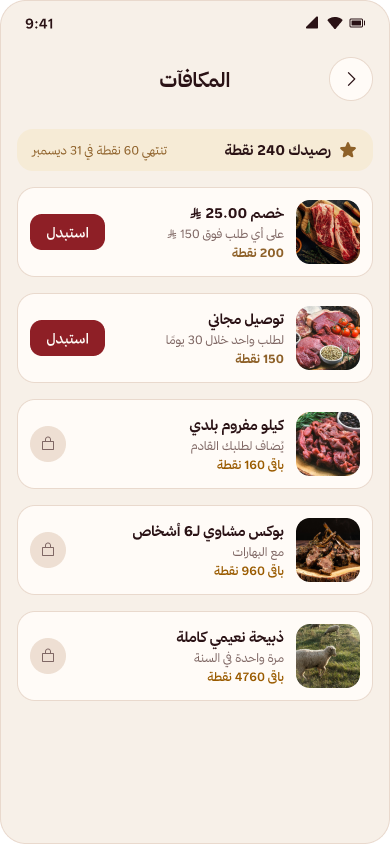 9:41
المكافآت
رصيدك 240 نقطة
تنتهي 60 نقطة في 31 ديسمبر
خصم 25.00 ⃁
على أي طلب فوق 150 ⃁
200 نقطة
استبدل
توصيل مجاني
لطلب واحد خلال 30 يومًا
150 نقطة
استبدل
كيلو مفروم بلدي
يُضاف لطلبك القادم
باقٍ 160 نقطة
بوكس مشاوي لـ6 أشخاص
مع البهارات
باقٍ 960 نقطة
ذبيحة نعيمي كاملة
مرة واحدة في السنة
باقٍ 4760 نقطة